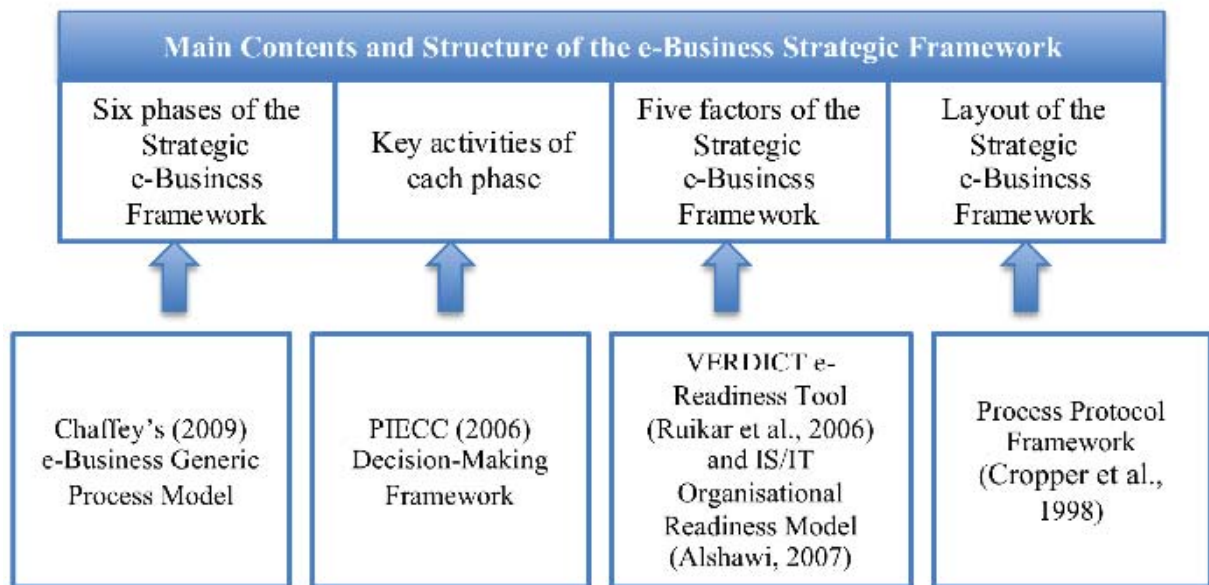 Main Contents and Structure of the e-Business Strategic Framework
Six phases of the
Strategic
e-Business
Framework
Key activities of
each phase
Five factors of the
Strategic
e-Business
Framework
Layout of the
Strategic
e-Business
Framework
Chaffey's (2009)
e-Business Generic
Process Model
PIECC (2006)
Decision-Making
Framework
VERDICT e-
Readiness Tool
(Ruikar et al., 2006)
and IS/IT
Organisational
Readiness Model
(Alshawi, 2007)
Process Protocol
Framework
(Cropper et al.,
1998)